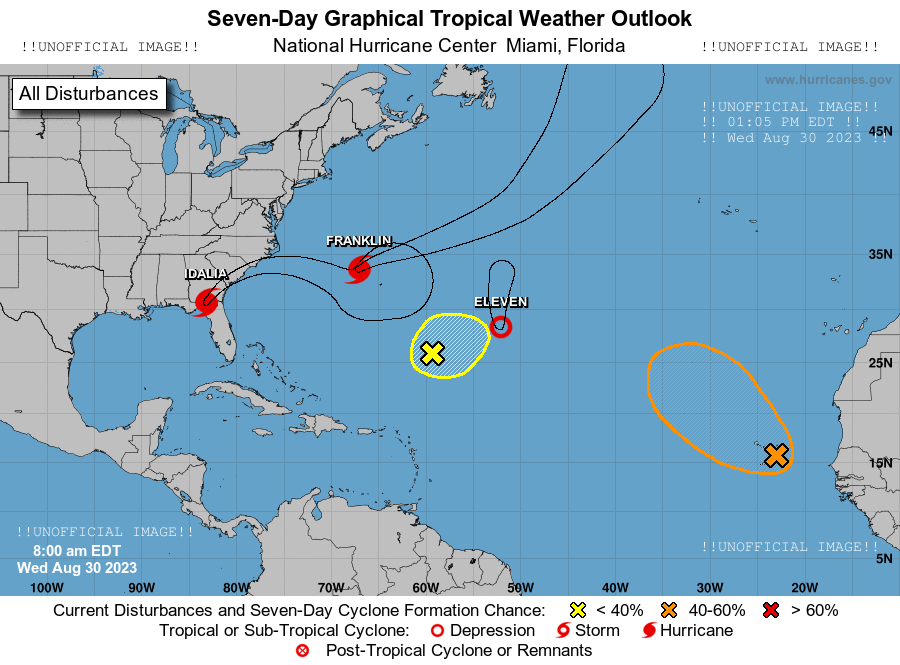 Seven-Day Graphical Tropical Weather Outlook
!!UNOFFICIAL IMAGE!! National Hurricane Center Miami, Florida !!UNOFFICIAL IMAGE!!
www.hurricanes.gov
All Disturbances
!!UNOFFICIAL IMAGE!!
!! 01:05 PM EDT !!
!! Wed Aug 30 2023 !!
45N
FRANKLIN
35N
IDALIA
ELEVEN
25N
15N
!!UNOFFICIAL IMAGE!!
!!UNOFFICIAL IMAGE!!
8:00 am EDT
5N
Wed Aug 30 2023
100W 90W 80W 70W 60W 50W 40W 30W 20W
Current Disturbances and Seven-Day Cyclone Formation Chance: < 40% 40-60% > 60%
Tropical or Sub-Tropical Cyclone: Depression Storm Hurricane
Post-Tropical Cyclone or Remnants